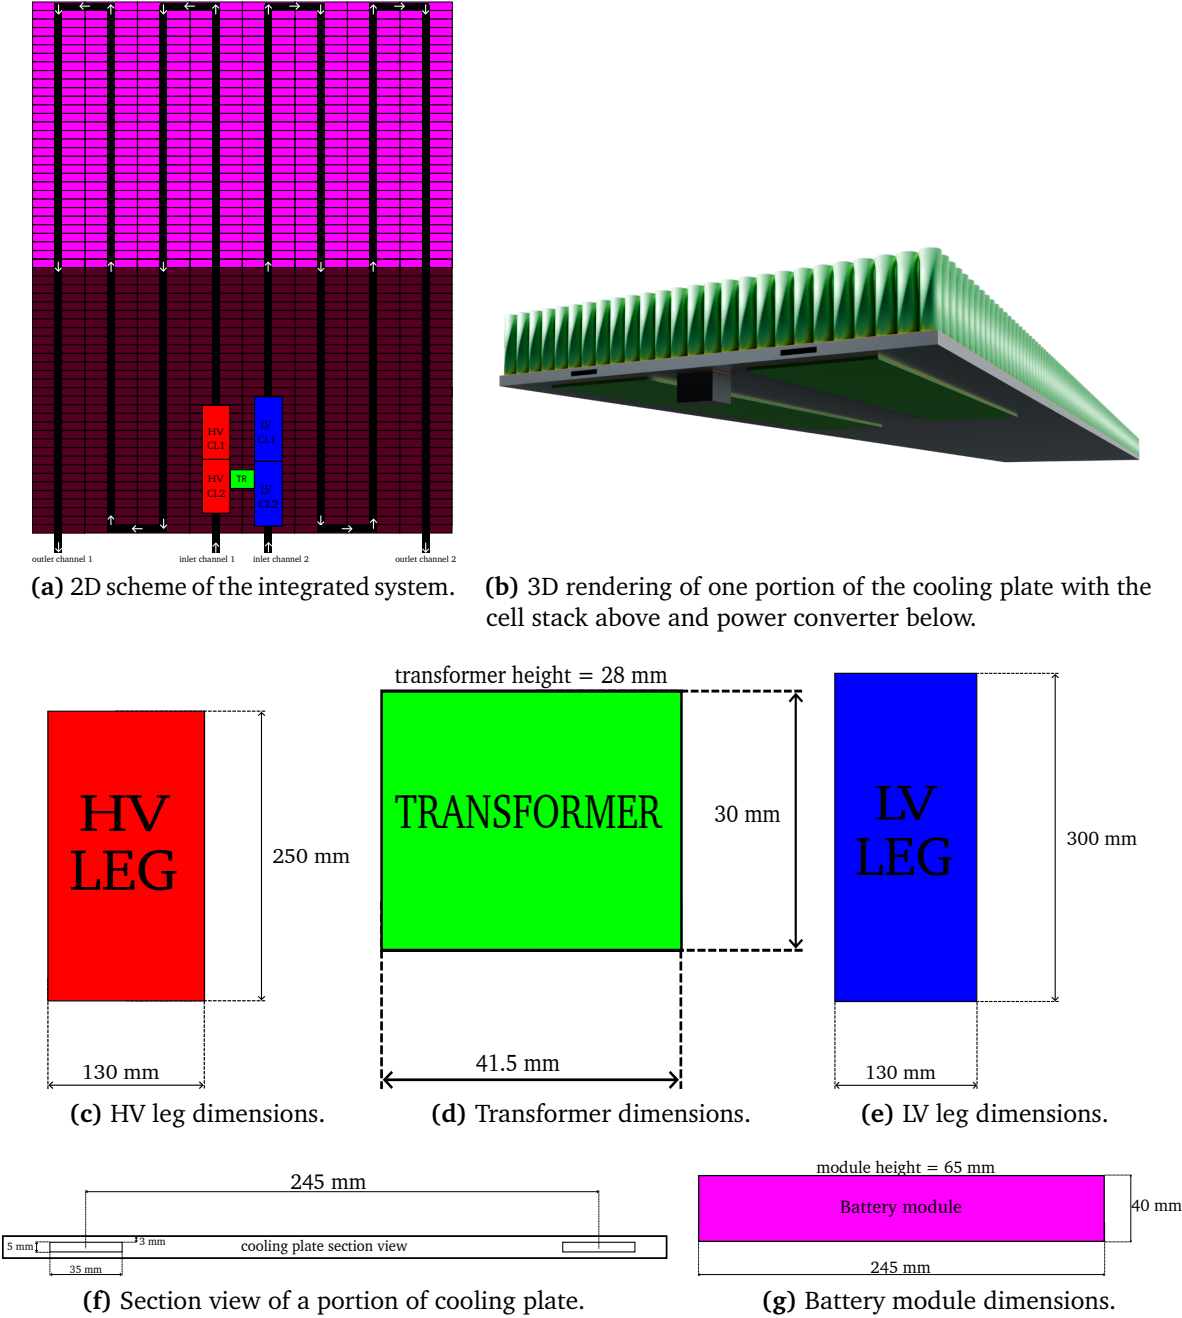 HV
CL1
HV
CL2
TR
LV
CL1
LV
CL2
outlet channel 1
inlet channel 1
inlet channel 2
outlet channel 2
(a) 2D scheme of the integrated system.
(b) 3D rendering of one portion of the cooling plate with the
cell stack above and power converter below.
HV
LEG
250 mm
130 mm
(c) HV leg dimensions.
transformer height = 28 mm
TRANSFORMER
30 mm
41.5 mm
(d) Transformer dimensions.
LV
LEG
300 mm
130 mm
(e) LV leg dimensions.
245 mm
5 mm
3 mm
cooling plate section view
35 mm
(f) Section view of a portion of cooling plate.
module height = 65 mm
Battery module
40 mm
245 mm
(g) Battery module dimensions.